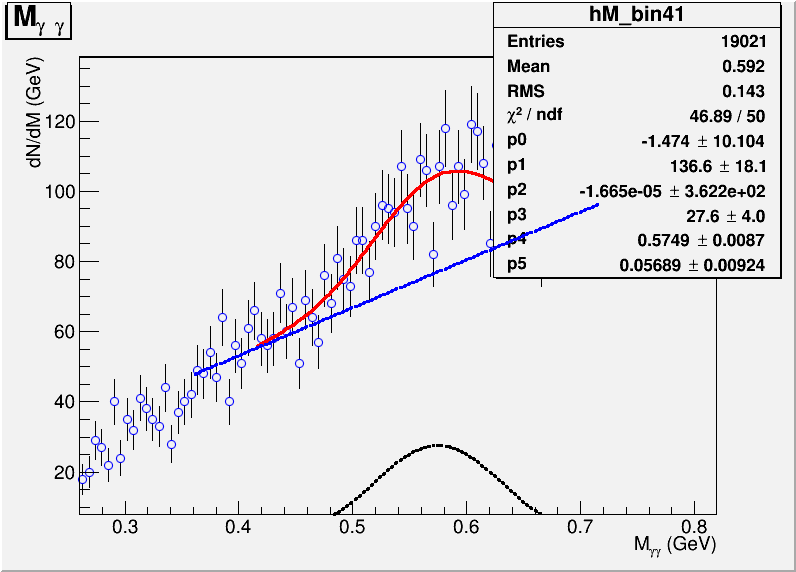 Mγ γ
hM_bin41
Entries 19021
Mean 0.592
RMS 0.143
χ² / ndf 46.89 / 50
p0 -1.474 ± 10.104
p1 136.6 ± 18.1
p2 -1.665e-05 ± 3.622e+02
p3 27.6 ± 4.0
p4 0.5749 ± 0.0087
p5 0.05689 ± 0.00924
dN/dM (GeV)
120
100
80
60
40
20
0.3 0.4 0.5 0.6 0.7 0.8
Mγγ (GeV)